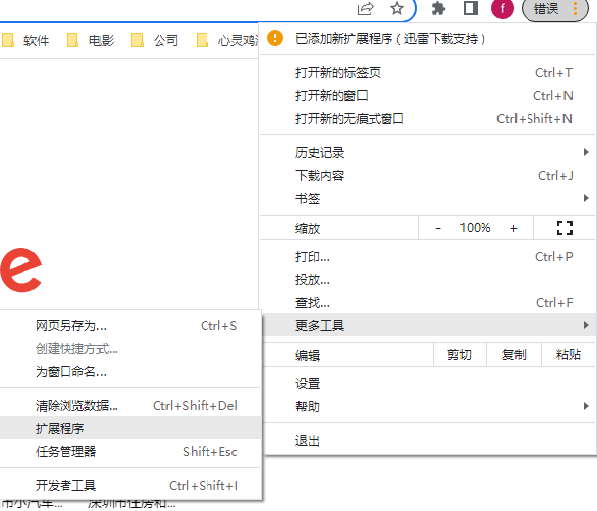 f 错误
软件 电影 公司 心灵鸡汤
已添加新扩展程序（迅雷下载支持）
打开新的标签页 Ctrl+T
打开新的窗口 Ctrl+N
打开新的无痕式窗口 Ctrl+Shift+N
历史记录
下载内容 Ctrl+J
书签
缩放 - 100% +
打印... Ctrl+P
投放...
查找... Ctrl+F
更多工具
编辑 剪切 复制 粘贴
设置
帮助
退出
e
网页另存为... Ctrl+S
创建快捷方式...
为窗口命名...
清除浏览数据... Ctrl+Shift+Del
扩展程序
任务管理器 Shift+Esc
开发者工具 Ctrl+Shift+I
市小汽车... 深圳市住房和...